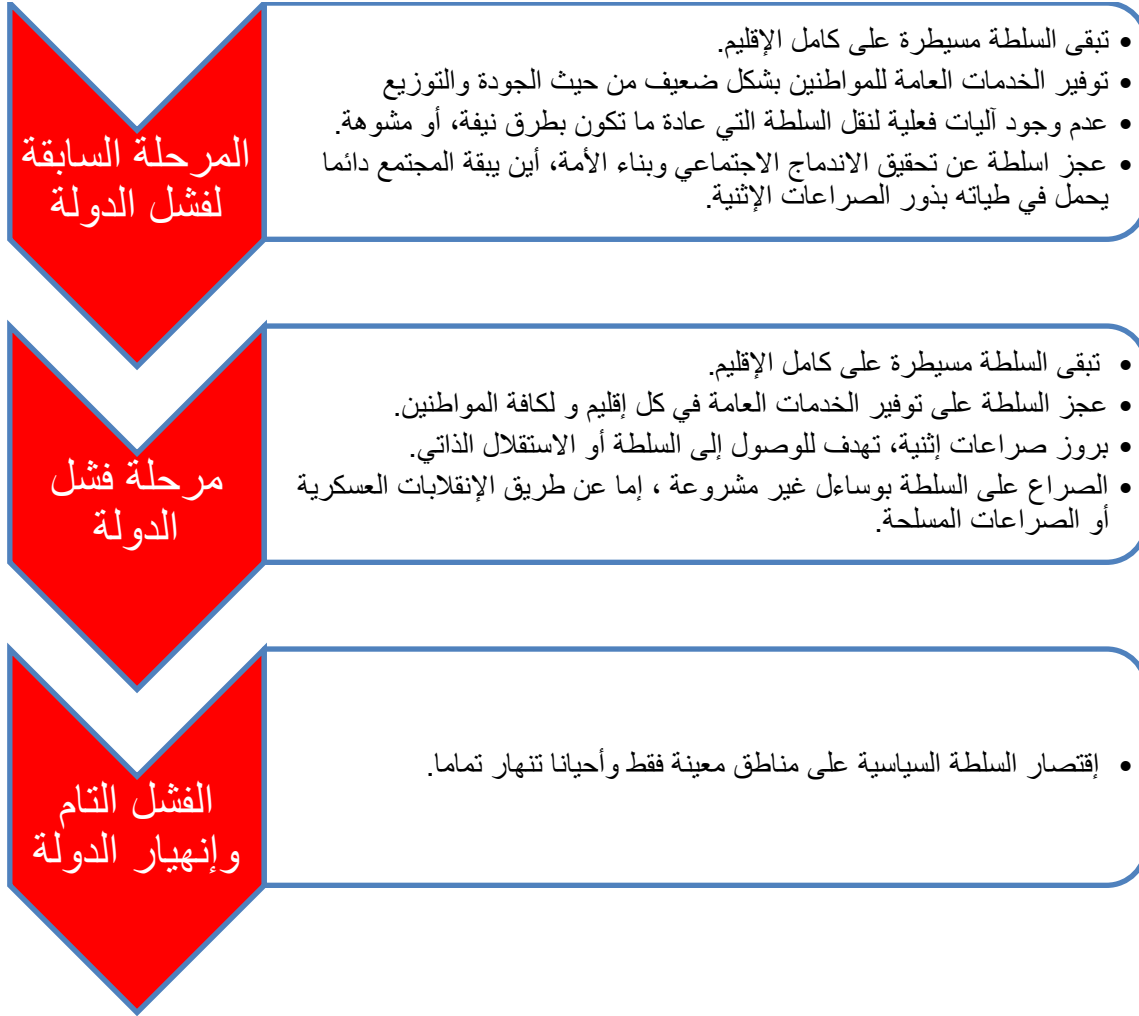 المرحلة السابقة
لفشل الدولة
• تبقى السلطة مسيطرة على كامل الإقليم.
• توفير الخدمات العامة للمواطنين بشكل ضعيف من حيث الجودة والتوزيع
• عدم وجود آليات فعلية لنقل السلطة التي عادة ما تكون بطرق نيفة، أو مشوهة.
• عجز اسلطة عن تحقيق الاندماج الاجتماعي وبناء الأمة، أين يبقة المجتمع دائما
يحمل في طياته بذور الصراعات الإثنية.
مرحلة فشل
الدولة
• تبقى السلطة مسيطرة على كامل الإقليم.
• عجز السلطة على توفير الخدمات العامة في كل إقليم و لكافة المواطنين.
• بروز صراعات إثنية، تهدف للوصول إلى السلطة أو الاستقلال الذاتي.
• الصراع على السلطة بوساءل غير مشروعة ، إما عن طريق الإنقلابات العسكرية
أو الصراعات المسلحة.
الفشل التام
وإنهيار الدولة
• إقتصار السلطة السياسية على مناطق معينة فقط وأحيانا تنهار تماما.